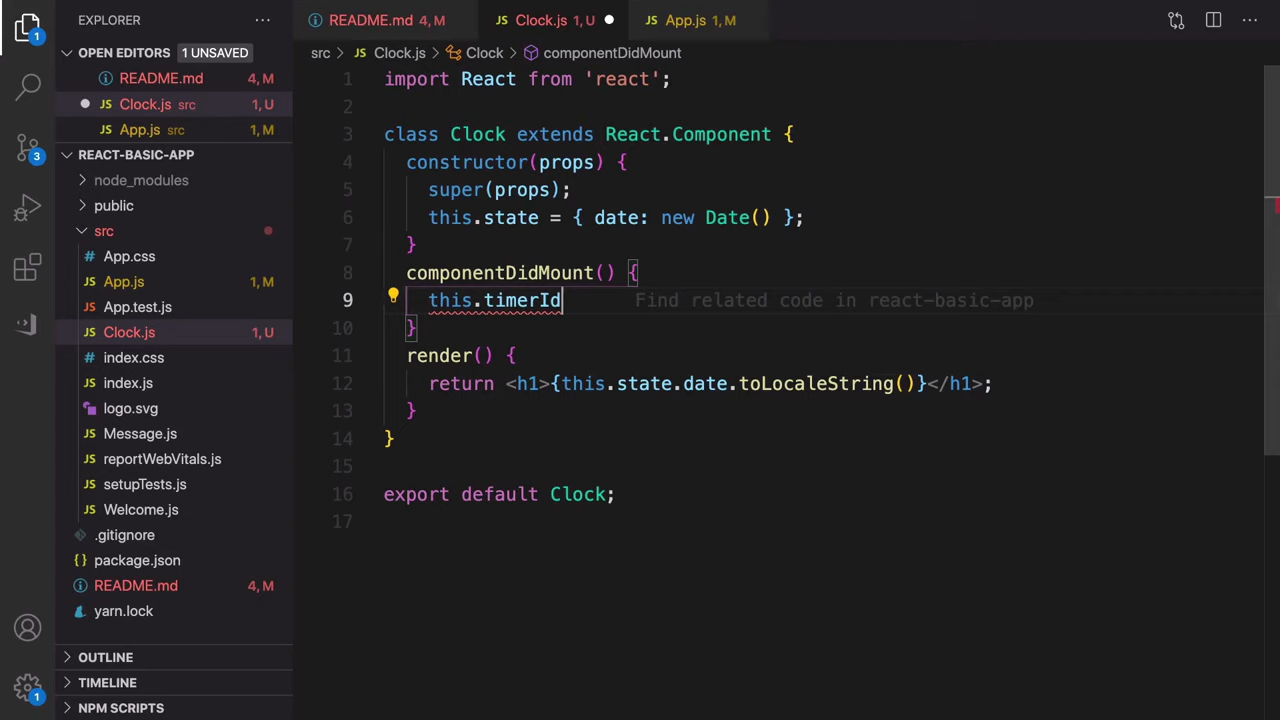 EXPLORER
README.md 4, M
Clock.js 1, U
App.js 1, M
OPEN EDITORS 1 UNSAVED
README.md 4, M
Clock.js src 1, U
App.js src 1, M
REACT-BASIC-APP
node_modules
public
src
App.css
App.js 1, M
App.test.js
Clock.js 1, U
index.css
index.js
logo.svg
Message.js
reportWebVitals.js
setupTests.js
Welcome.js
.gitignore
package.json
README.md 4, M
yarn.lock
OUTLINE
TIMELINE
NPM SCRIPTS
1
3
1
src > JS Clock.js > Clock > componentDidMount
1 import React from 'react';
2
3 class Clock extends React.Component {
4 constructor(props) {
5 super(props);
6 this.state = { date: new Date() };
7 }
8 componentDidMount() {
9 this.timerId Find related code in react-basic-app
10 }
11 render() {
12 return <h1>{this.state.date.toLocaleString()}</h1>;
13 }
14 }
15
16 export default Clock;
17